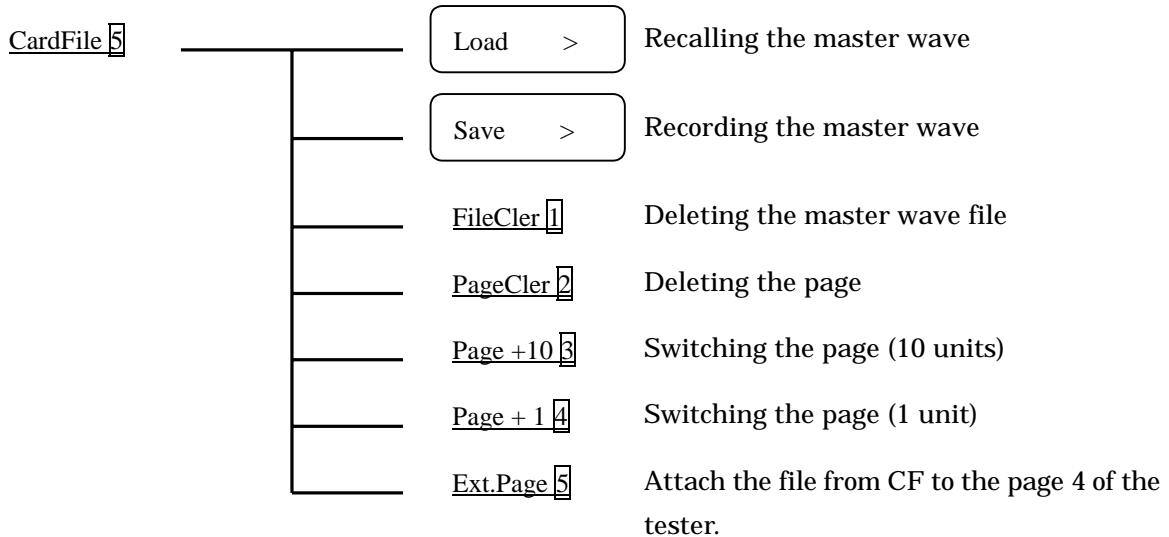 CardFile 5
Load > Recalling the master wave
Save > Recording the master wave
FileCler 1 Deleting the master wave file
PageCler 2 Deleting the page
Page +10 3 Switching the page (10 units)
Page + 1 4 Switching the page (1 unit)
Ext.Page 5 Attach the file from CF to the page 4 of the
tester.